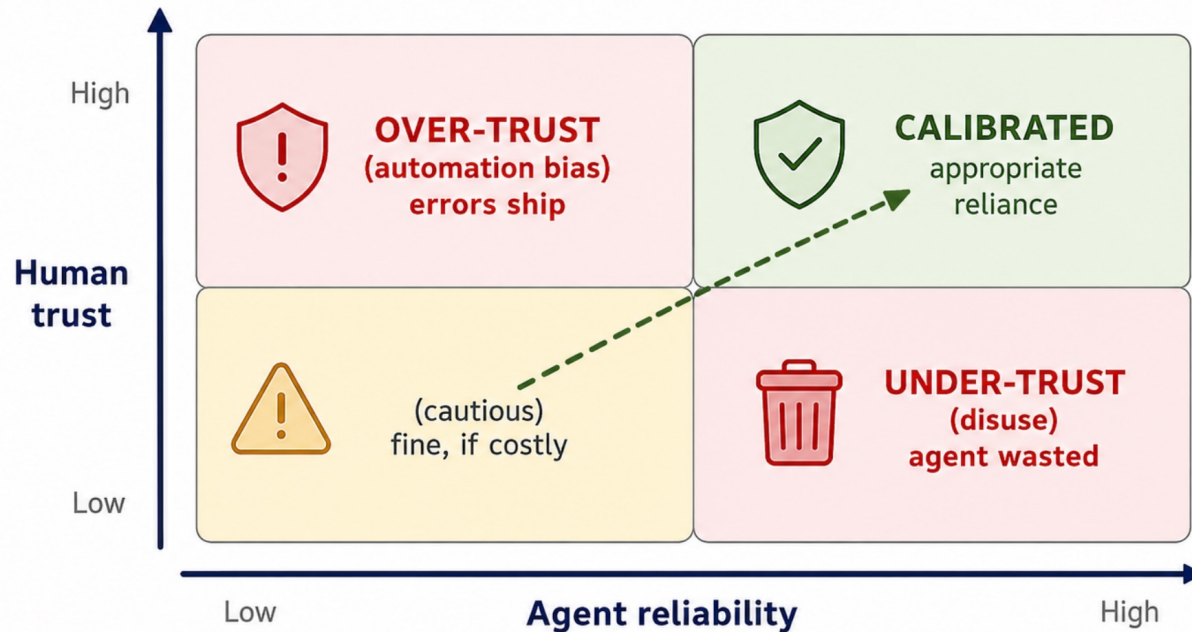 High
OVER-TRUST
(automation bias)
errors ship
CALIBRATED
appropriate
reliance
Human
trust
(cautious)
fine, if costly
UNDER-TRUST
(disuse)
agent wasted
Low
Low
Agent reliability
High